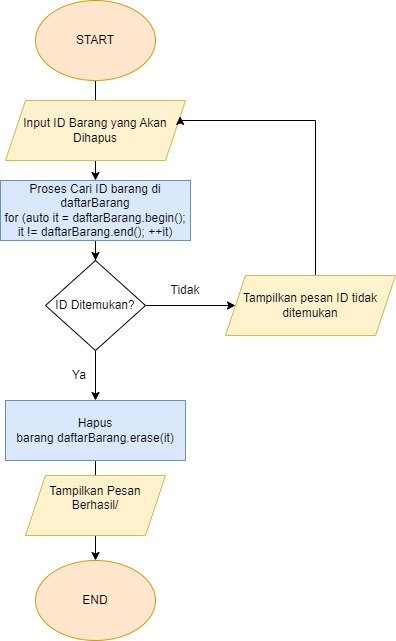 START
Input ID Barang yang Akan
Dihapus
Proses Cari ID barang di
daftarBarang
for (auto it = daftarBarang.begin();
it != daftarBarang.end(); ++it)
ID Ditemukan?
Tidak
Tampilkan pesan ID tidak
ditemukan
Ya
Hapus
barang daftarBarang.erase(it)
Tampilkan Pesan
Berhasil/
END